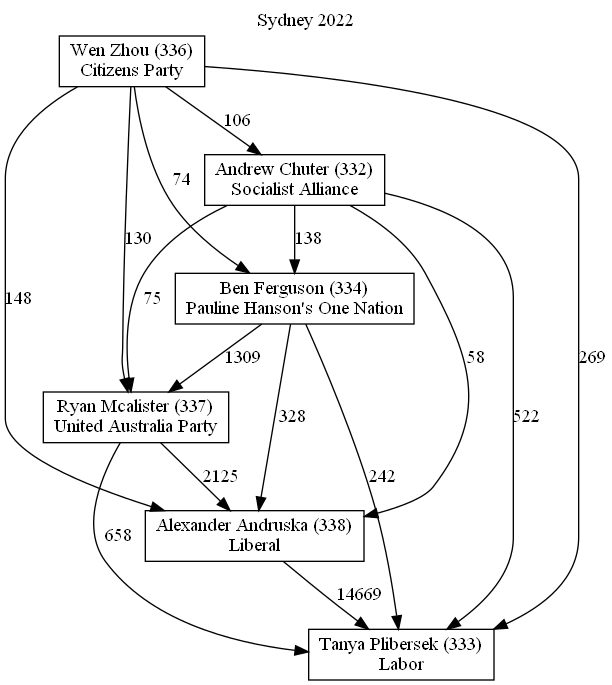 Sydney 2022
Wen Zhou (336)
Citizens Party
106
Andrew Chuter (332)
Socialist Alliance
74
130
138
75
148
Ben Ferguson (334)
Pauline Hanson's One Nation
1309
58
269
Ryan Mcalister (337)
United Australia Party
328
522
2125
242
Alexander Andruska (338)
Liberal
658
14669
Tanya Plibersek (333)
Labor